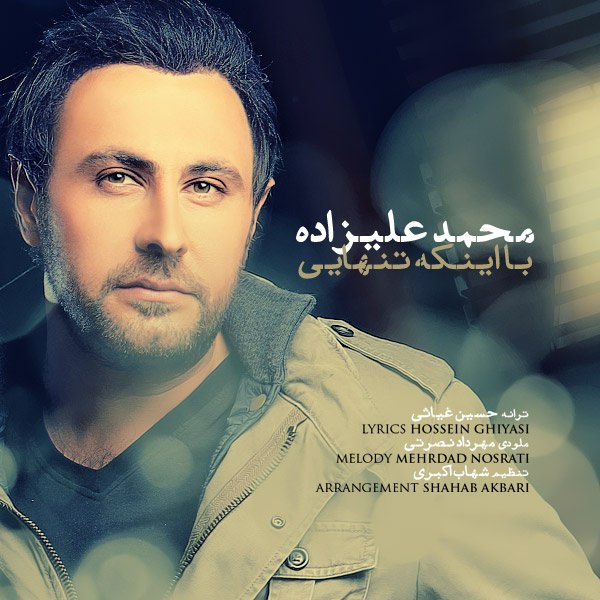 محمد علیزاده
با اینکه تنهایی
ترانه حسین غیاثی
LYRICS HOSSEIN GHIYASI
ملودی مهرداد نصرتی
MELODY MEHRDAD NOSRATI
تنظیم شهاب اکبری
ARRANGEMENT SHAHAB AKBARI